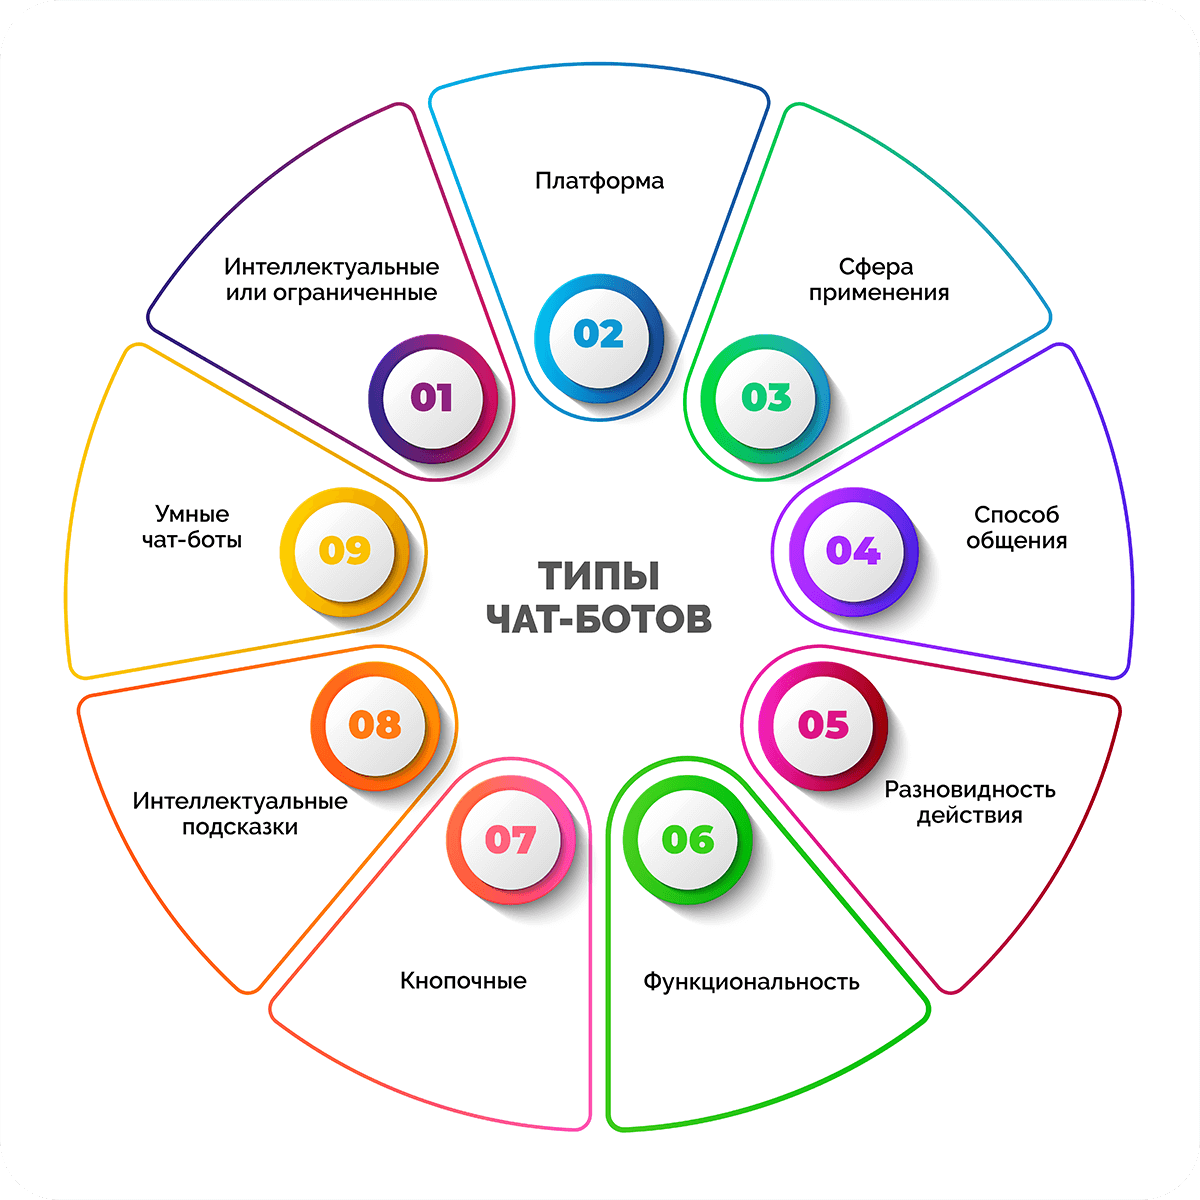 ТИПЫ
ЧАТ-БОТОВ
Интеллектуальные
или ограниченные
01
Платформа
02
Сфера
применения
03
Способ
общения
04
05
Разновидность
действия
06
Функциональность
07
Кнопочные
08
Интеллектуальные
подсказки
Умные
чат-боты
09